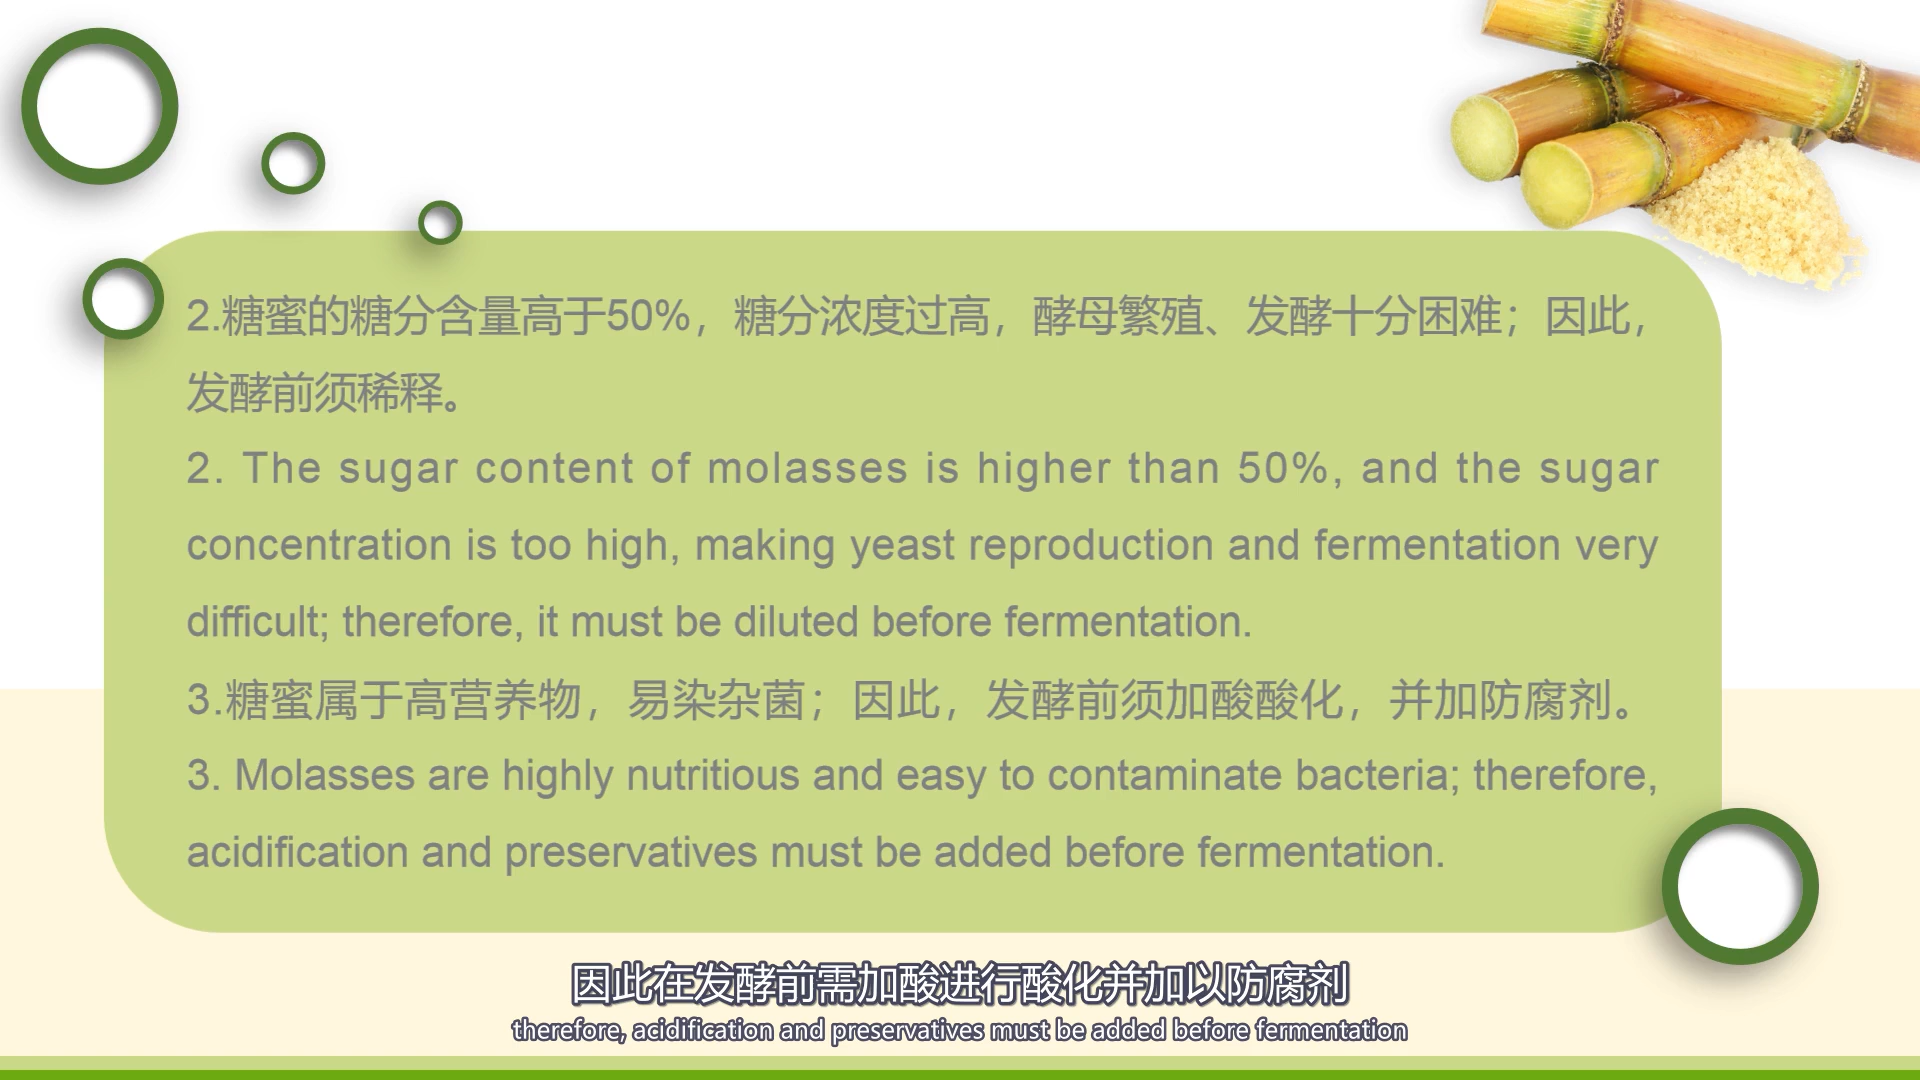 2.糖蜜的糖分含量高于50%，糖分浓度过高，酵母繁殖、发酵十分困难；因此，
发酵前须稀释。
2. The sugar content of molasses is higher than 50%, and the sugar
concentration is too high, making yeast reproduction and fermentation very
difficult; therefore, it must be diluted before fermentation.
3.糖蜜属于高营养物，易染杂菌；因此，发酵前须加酸酸化，并加防腐剂。
3. Molasses are highly nutritious and easy to contaminate bacteria; therefore,
acidification and preservatives must be added before fermentation.
因此在发酵前需加酸进行酸化并加以防腐剂
therefore, acidification and preservatives must be added before fermentation